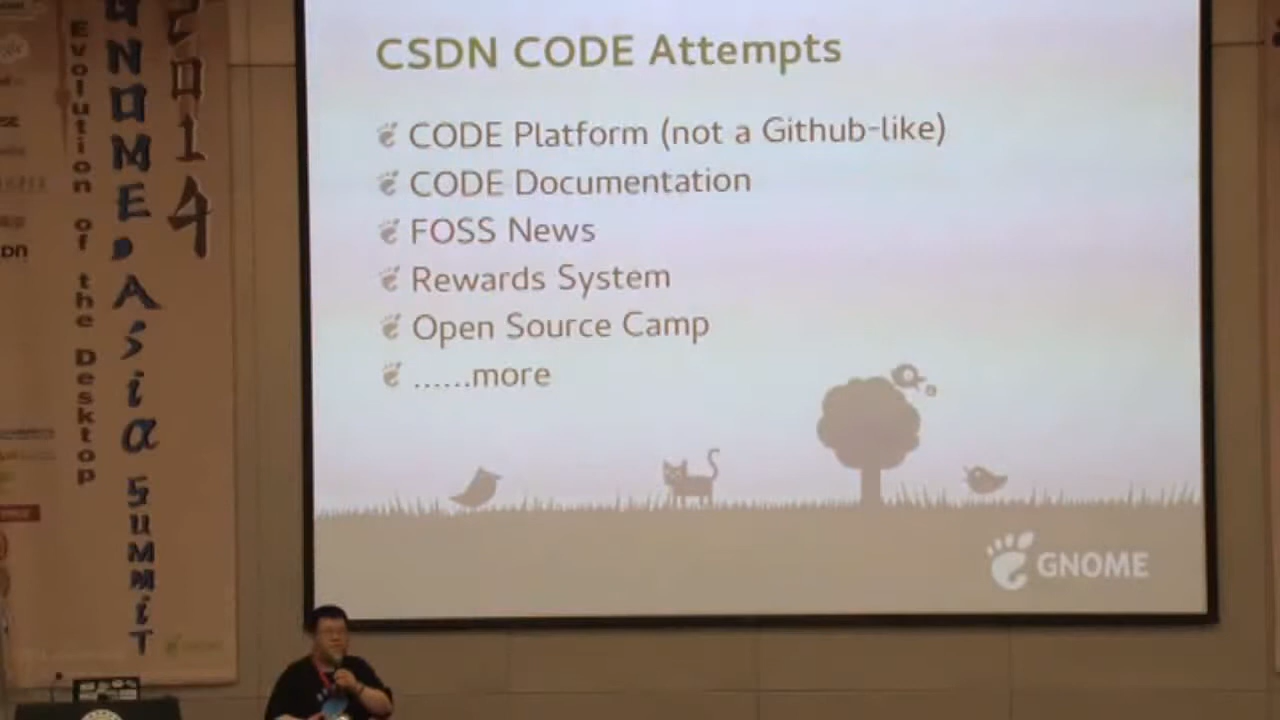 CSDN CODE Attempts
CODE Platform (not a Github-like)
CODE Documentation
FOSS News
Rewards System
Open Source Camp
......more
GNOME
2014
GNOME.Asia SUMMiT
Evolution of the Desktop